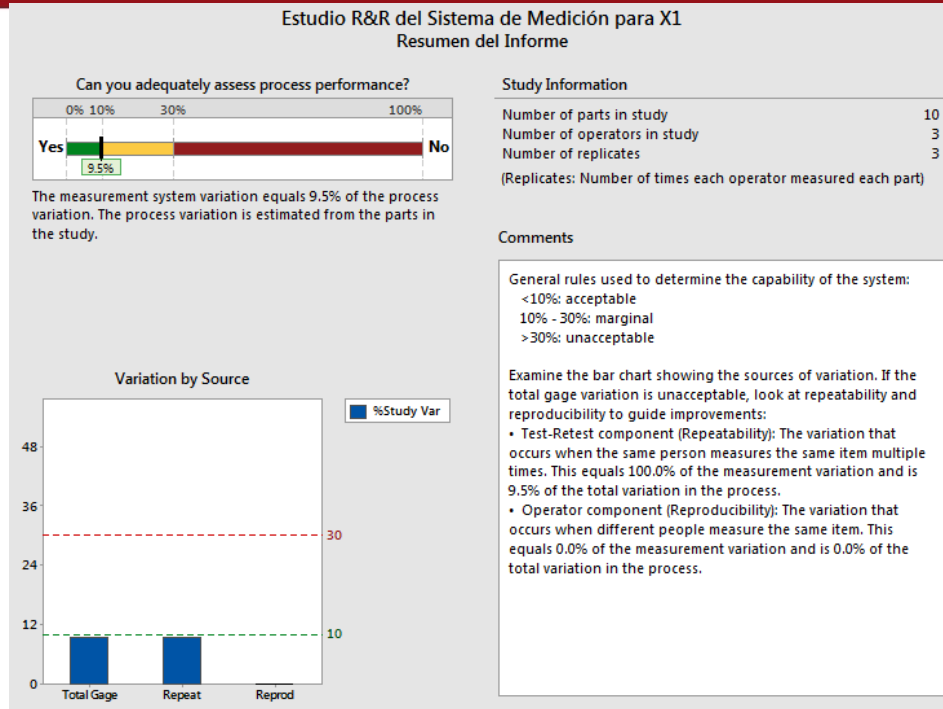 Estudio R&R del Sistema de Medición para X1
Resumen del Informe
Can you adequately assess process performance?
0% 10% 30% 100%
Yes No
9.5%
The measurement system variation equals 9.5% of the process
variation. The process variation is estimated from the parts in
the study.
Study Information
Number of parts in study 10
Number of operators in study 3
Number of replicates 3
(Replicates: Number of times each operator measured each part)
Comments
General rules used to determine the capability of the system:
<10%: acceptable
10% - 30%: marginal
>30%: unacceptable
Examine the bar chart showing the sources of variation. If the
total gage variation is unacceptable, look at repeatability and
reproducibility to guide improvements:
• Test-Retest component (Repeatability): The variation that
occurs when the same person measures the same item multiple
times. This equals 100.0% of the measurement variation and is
9.5% of the total variation in the process.
• Operator component (Reproducibility): The variation that
occurs when different people measure the same item. This
equals 0.0% of the measurement variation and is 0.0% of the
total variation in the process.
Variation by Source
%Study Var
48
36
30
24
12
10
0
Total Gage Repeat Reprod